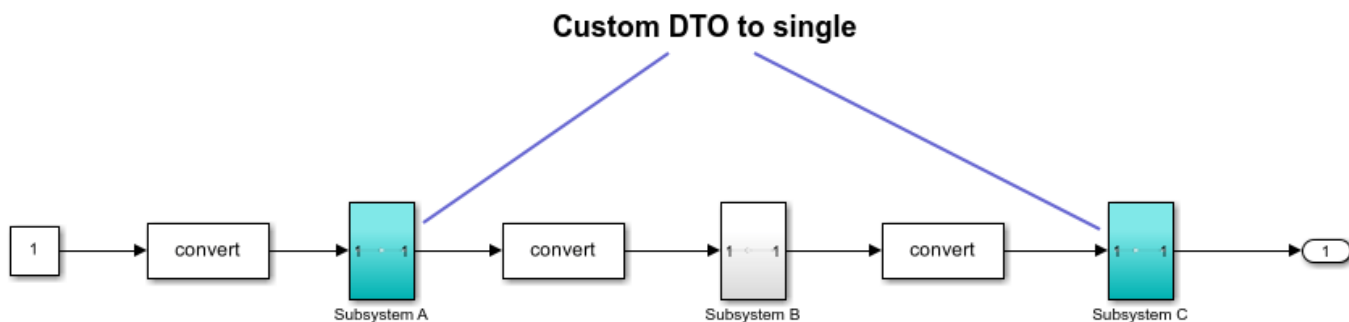 Custom DTO to single
1
convert
1 1
convert
1 1
convert
1 1
1
Subsystem A
Subsystem B
Subsystem C